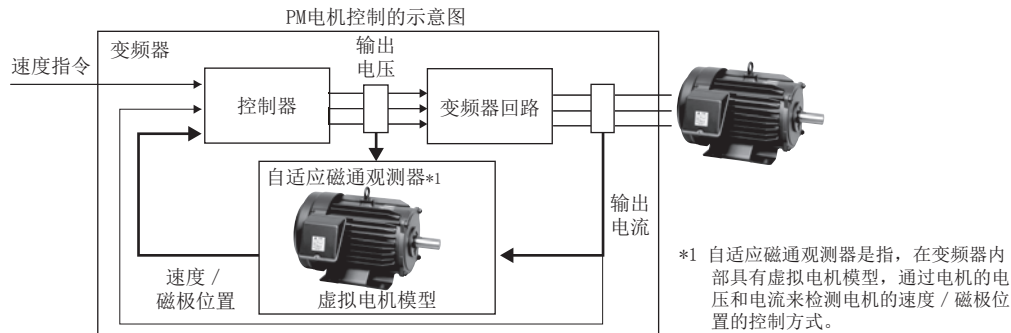 PM电机控制的示意图
变频器
速度指令
输出
电压
控制器
变频器回路
自适应磁通观测器*1
输出
电流
速度 / 
磁极位置
虚拟电机模型
*1 自适应磁通观测器是指，在变频器内
部具有虚拟电机模型，通过电机的电
压和电流来检测电机的速度 / 磁极位
置的控制方式。